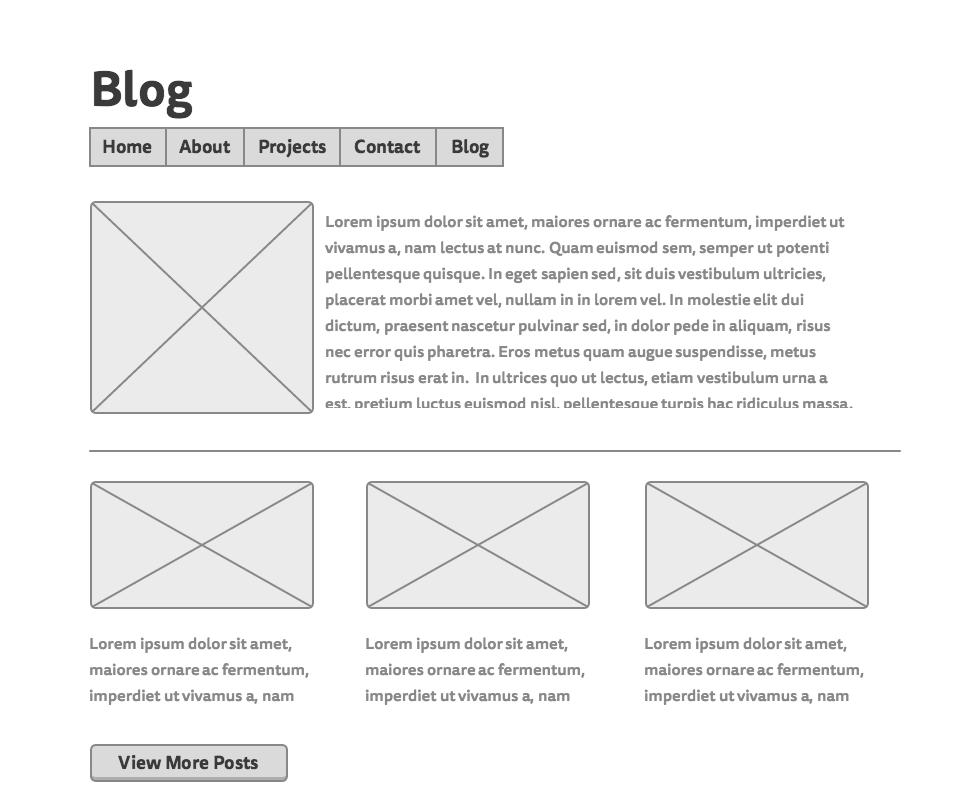 Blog
Home About Projects Contact Blog
Lorem ipsum dolor sit amet, maiores ornare ac fermentum, imperdiet ut
vivamus a, nam lectus at nunc. Quam euismod sem, semper ut potenti
pellentesque quisque. In eget sapien sed, sit duis vestibulum ultricies,
placerat morbi amet vel, nullam in in lorem vel. In molestie elit dui
dictum, praesent nascetur pulvinar sed, in dolor pede in aliquam, risus
nec error quis pharetra. Eros metus quam augue suspendisse, metus
rutrum risus erat in. In ultrices quo ut lectus, etiam vestibulum urna a
est, pretium luctus euismod nisl, pellentesque turpis hac ridiculus massa.
Lorem ipsum dolor sit amet,
maiores ornare ac fermentum,
imperdiet ut vivamus a, nam
Lorem ipsum dolor sit amet,
maiores ornare ac fermentum,
imperdiet ut vivamus a, nam
Lorem ipsum dolor sit amet,
maiores ornare ac fermentum,
imperdiet ut vivamus a, nam
View More Posts